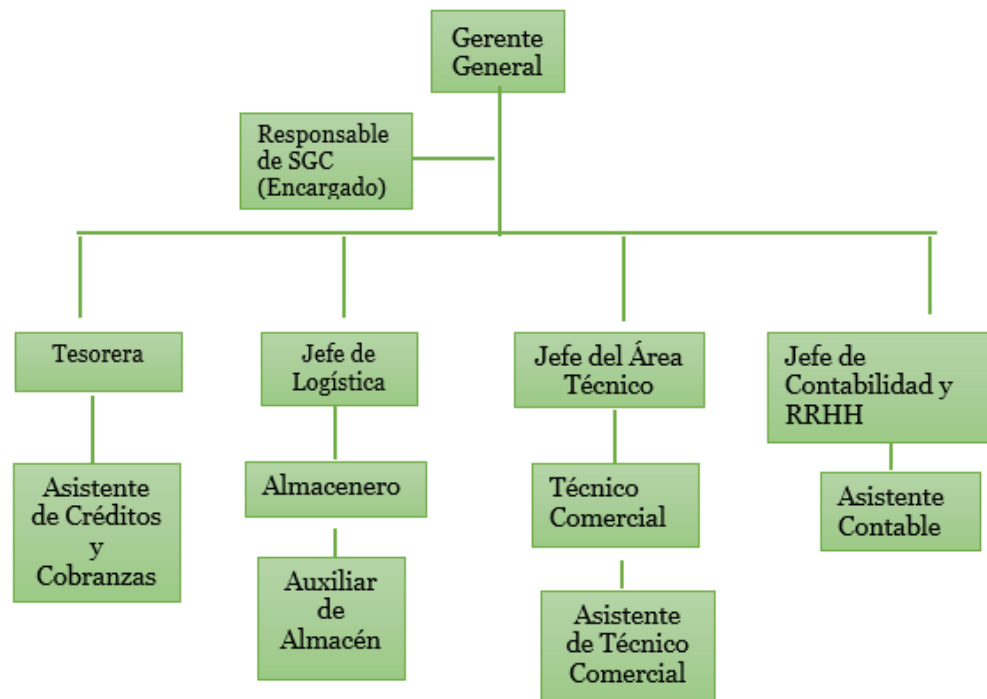 Gerente
General
Responsable
de SGC
(Encargado)
Tesorera
Jefe de
Logística
Jefe del Área
Técnico
Jefe de
Contabilidad y
RRHH
Asistente
de Créditos
y
Cobranzas
Almacenero
Técnico
Comercial
Asistente
Contable
Auxiliar
de
Almacén
Asistente
de Técnico
Comercial